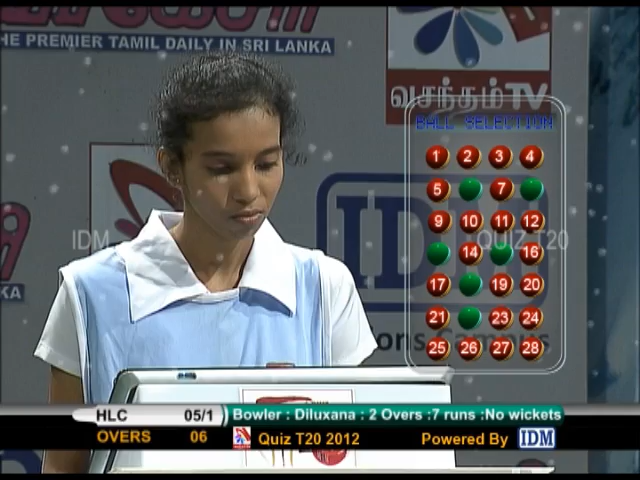 HE PREMIER TAMIL DAILY IN SRI LANKA
வசந்தம்TV
BALL SELECTION
1 2 3 4
5 7
9 10 11 12
14 16
17 19 20
21 23 24
25 26 27 28
IDM QUIZ T20
IDM
KA
ons Campus
HLC 05/1 Bowler : Diluxana : 2 Overs :7 runs :No wickets
OVERS 06 Quiz T20 2012 Powered By IDM